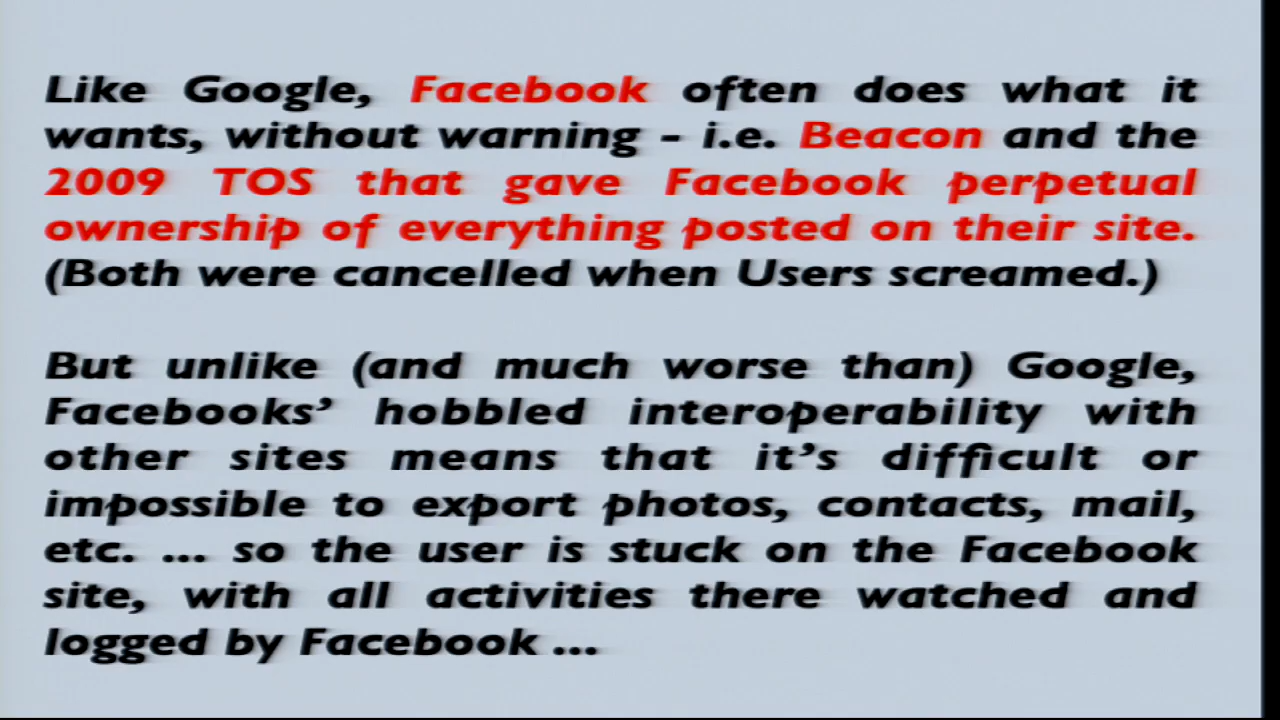 Like Google, Facebook often does what it
wants, without warning - i.e. Beacon and the
2009 TOS that gave Facebook perpetual
ownership of everything posted on their site.
(Both were cancelled when Users screamed.)
But unlike (and much worse than) Google,
Facebooks’ hobbled interoperability with
other sites means that it’s difficult or
impossible to export photos, contacts, mail,
etc. ... so the user is stuck on the Facebook
site, with all activities there watched and
logged by Facebook ...